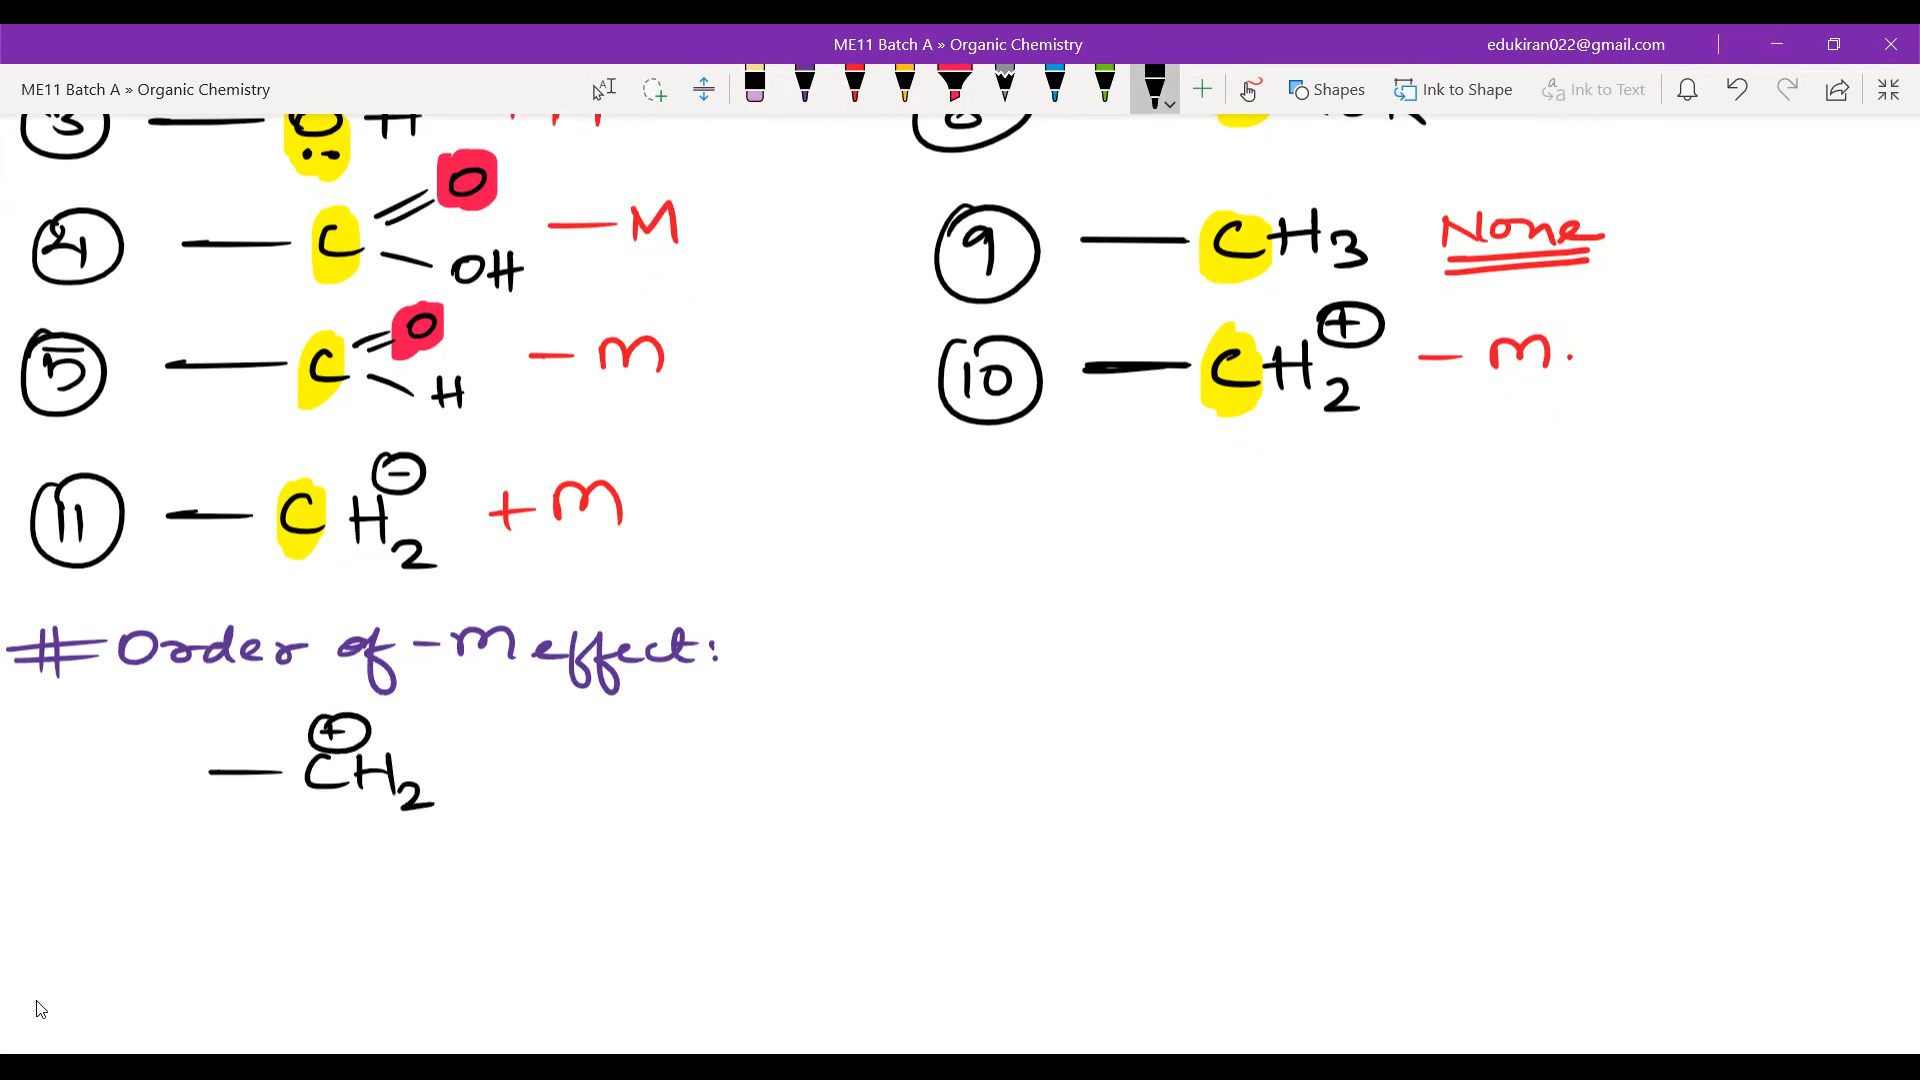 ME11 Batch A » Organic Chemistry
edukiran022@gmail.com
ME11 Batch A » Organic Chemistry
Shapes
Ink to Shape
Ink to Text
③ — O H
④ — C =O – OH — M
⑤ — C =O – H — m
⑪ — CH₂⊖ + m
⑨ — CH3 None
⑩ — CH₂⊕ — m.
# Order of -m effect:
— C⊕H₂